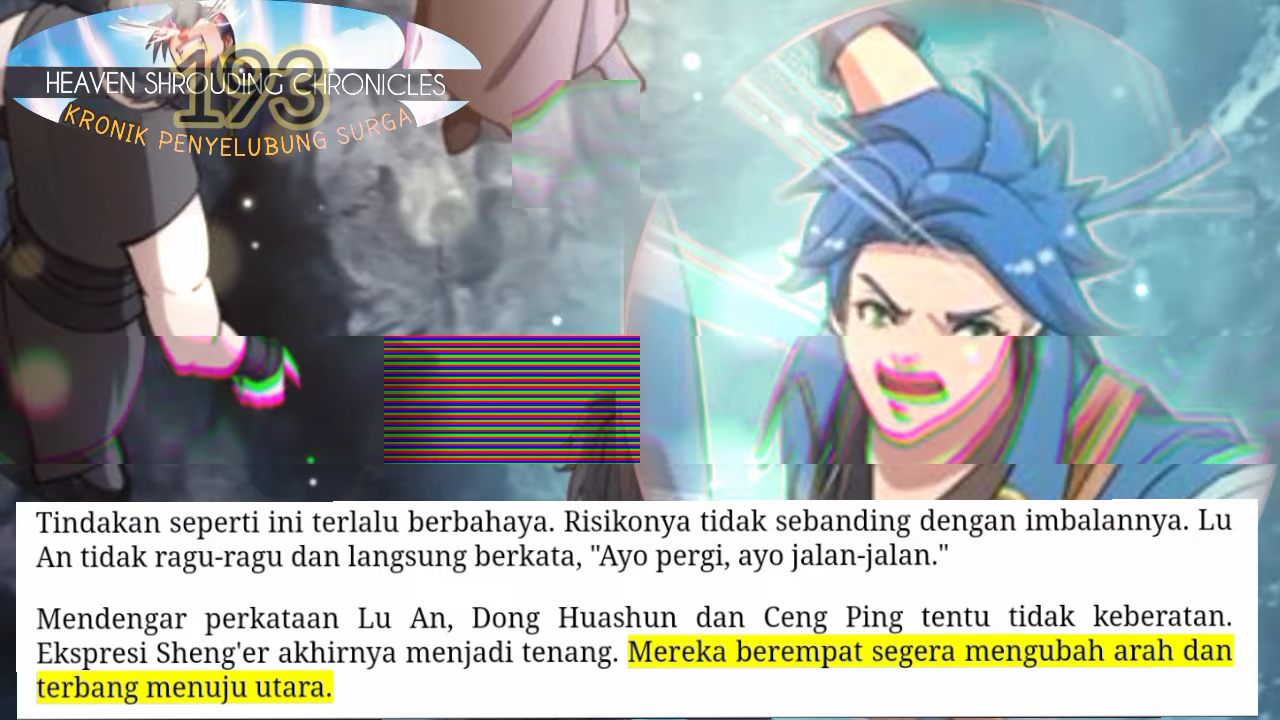 193
HEAVEN SHROUDING CHRONICLES
KRONIK PENYELUBUNG SURGA
Tindakan seperti ini terlalu berbahaya. Risikonya tidak sebanding dengan imbalannya. Lu
An tidak ragu-ragu dan langsung berkata, "Ayo pergi, ayo jalan-jalan."
Mendengar perkataan Lu An, Dong Huashun dan Ceng Ping tentu tidak keberatan.
Ekspresi Sheng'er akhirnya menjadi tenang. Mereka berempat segera mengubah arah dan
terbang menuju utara.